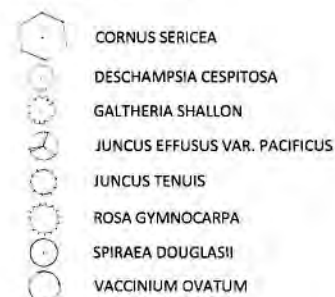 CORNUS SERICEA
DESCHAMPSIA CESPITOSA
GALTHERIA SHALLON
JUNCUS EFFUSUS VAR. PACIFICUS
JUNCUS TENUIS
ROSA GYMNOCARPA
SPIRAEA DOUGLASII
VACCINIUM OVATUM